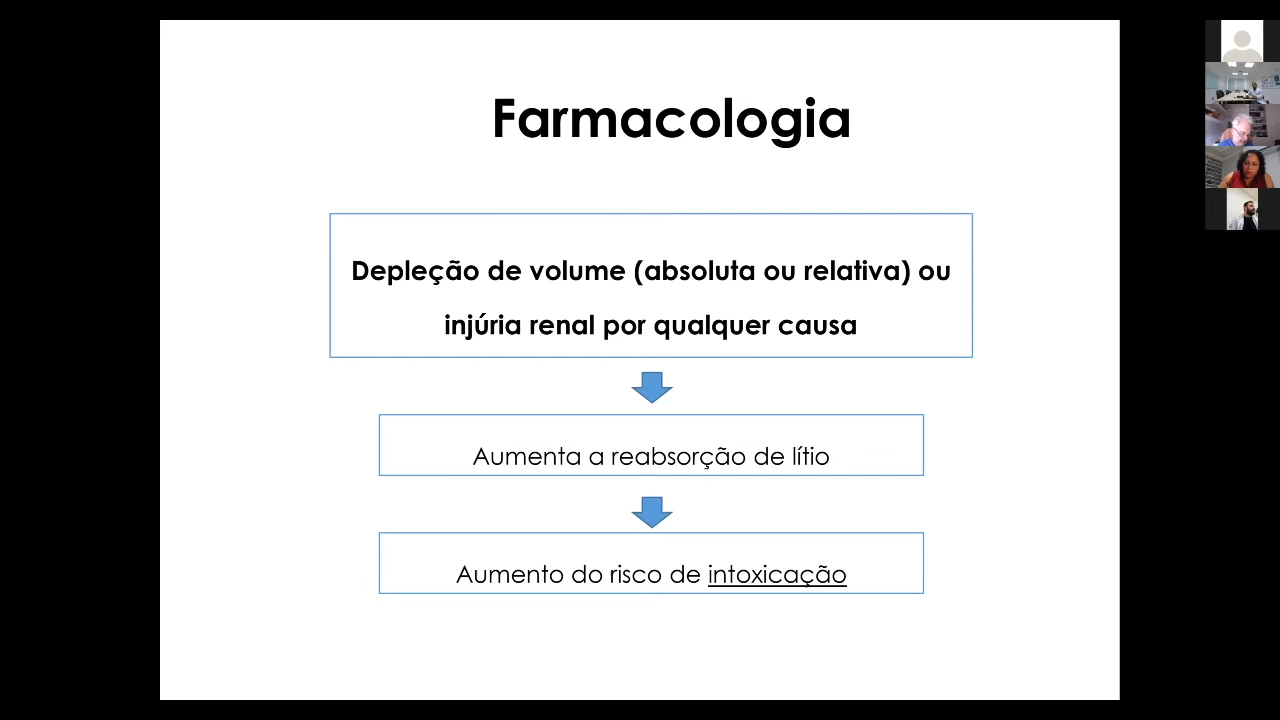 Farmacologia
Depleção de volume (absoluta ou relativa) ou
injúria renal por qualquer causa
Aumenta a reabsorção de lítio
Aumento do risco de intoxicação